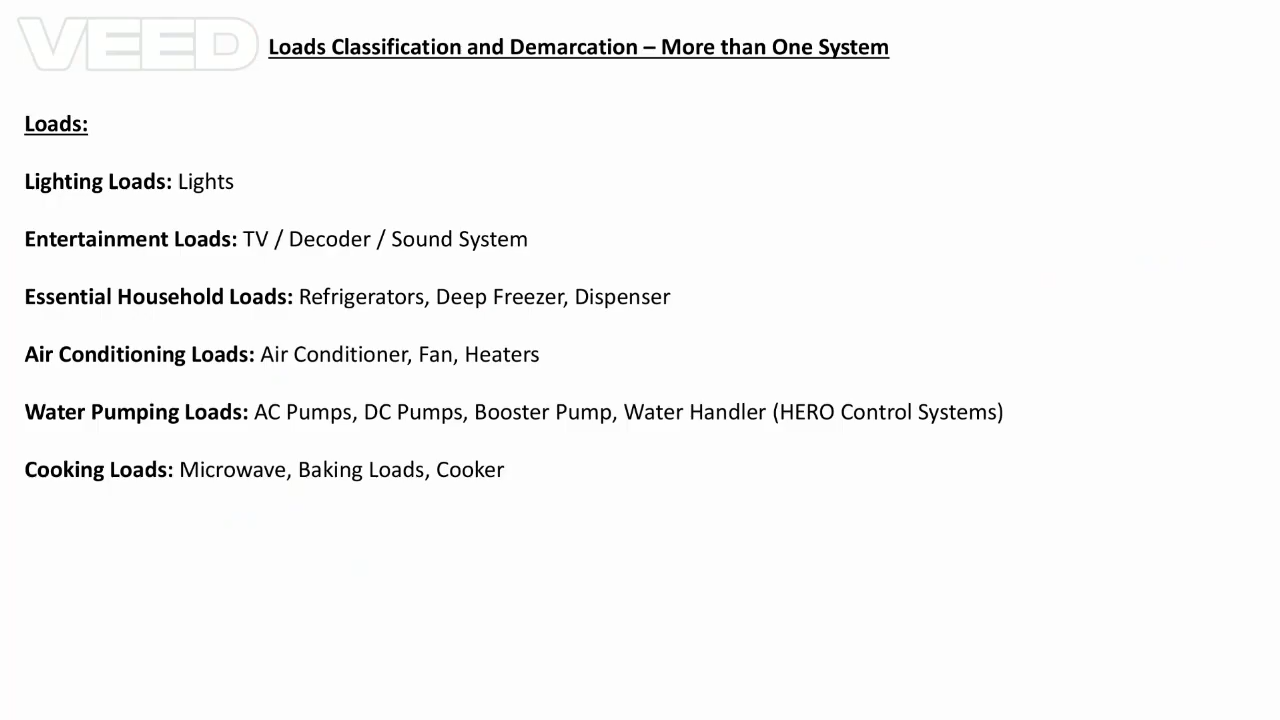 VEED
Loads Classification and Demarcation – More than One System
Loads:
Lighting Loads: Lights
Entertainment Loads: TV / Decoder / Sound System
Essential Household Loads: Refrigerators, Deep Freezer, Dispenser
Air Conditioning Loads: Air Conditioner, Fan, Heaters
Water Pumping Loads: AC Pumps, DC Pumps, Booster Pump, Water Handler (HERO Control Systems)
Cooking Loads: Microwave, Baking Loads, Cooker